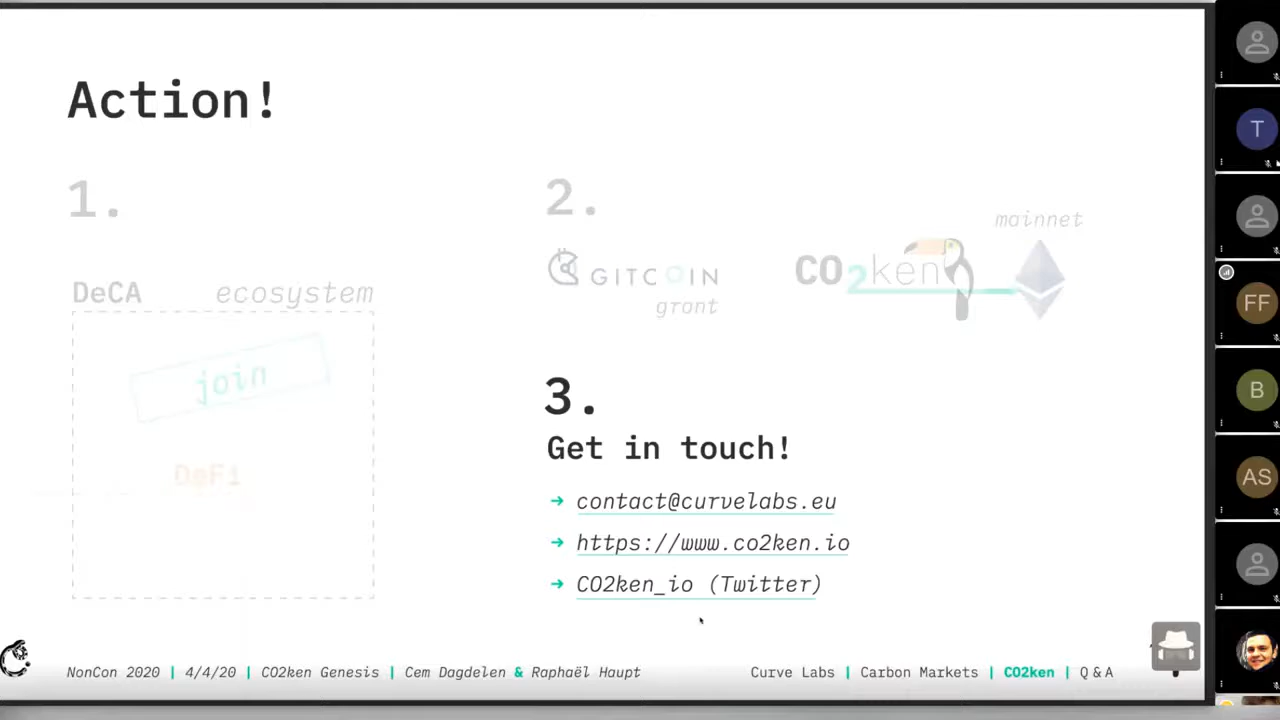 Action!
1.
DeCA ecosystem
join
DeFi
2.
GITCOIN
grant
CO2ken
mainnet
3.
Get in touch!
→ contact@curvelabs.eu
→ https://www.co2ken.io
→ CO2ken_io (Twitter)
NonCon 2020 | 4/4/20 | CO2ken Genesis | Cem Dagdelen & Raphaël Haupt
Curve Labs | Carbon Markets | CO2ken | Q & A
T
FF
B
AS